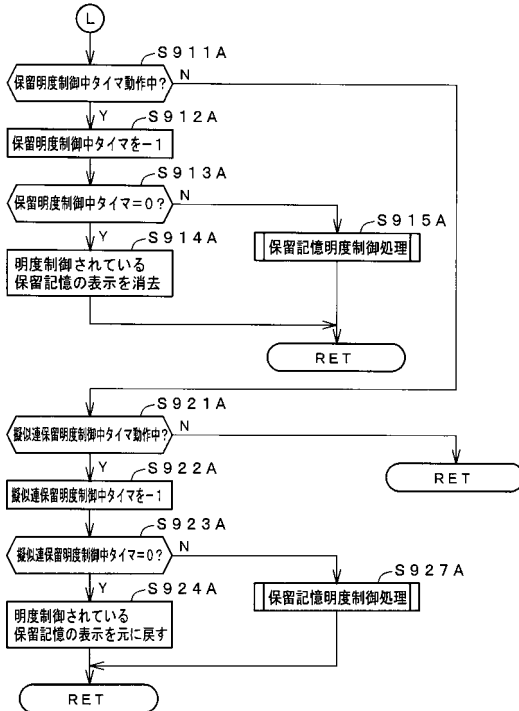 L
S911A
保留明度制御中タイマ動作中?
N
Y
S912A
保留明度制御中タイマを−1
S913A
保留明度制御中タイマ=0?
N
Y
S914A
S915A
明度制御されている
保留記憶の表示を消去
保留記憶明度制御処理
RET
S921A
擬似連保留明度制御中タイマ動作中?
N
Y
RET
S922A
擬似連保留明度制御中タイマを−1
S923A
擬似連保留明度制御中タイマ=0?
N
Y
S924A
S927A
明度制御されている
保留記憶の表示を元に戻す
保留記憶明度制御処理
RET